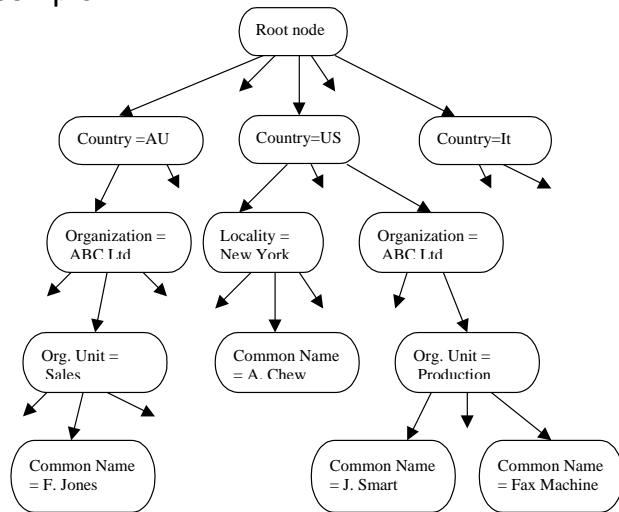 Root node
Country =AU
Country=US
Country=It
Organization =
ABC Ltd
Locality =
New York
Organization =
ABC Ltd
Org. Unit =
Sales
Common Name
= A. Chew
Org. Unit =
Production
Common Name
= F. Jones
Common Name
= J. Smart
Common Name
= Fax Machine